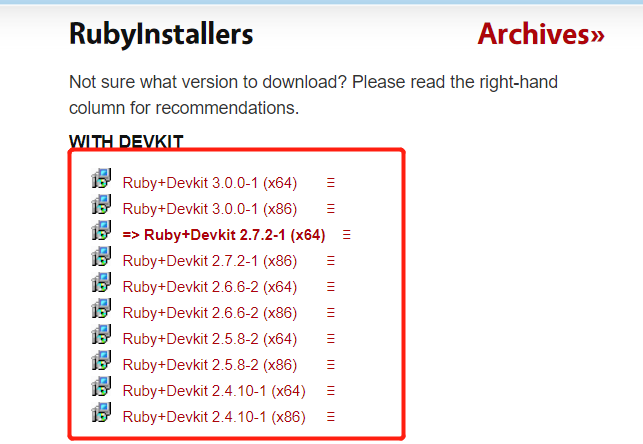 RubyInstallers
Archives»
Not sure what version to download? Please read the right-hand
column for recommendations.
WITH DEVKIT
Ruby+Devkit 3.0.0-1 (x64) Ξ
Ruby+Devkit 3.0.0-1 (x86) Ξ
=> Ruby+Devkit 2.7.2-1 (x64) Ξ
Ruby+Devkit 2.7.2-1 (x86) Ξ
Ruby+Devkit 2.6.6-2 (x64) Ξ
Ruby+Devkit 2.6.6-2 (x86) Ξ
Ruby+Devkit 2.5.8-2 (x64) Ξ
Ruby+Devkit 2.5.8-2 (x86) Ξ
Ruby+Devkit 2.4.10-1 (x64) Ξ
Ruby+Devkit 2.4.10-1 (x86) Ξ